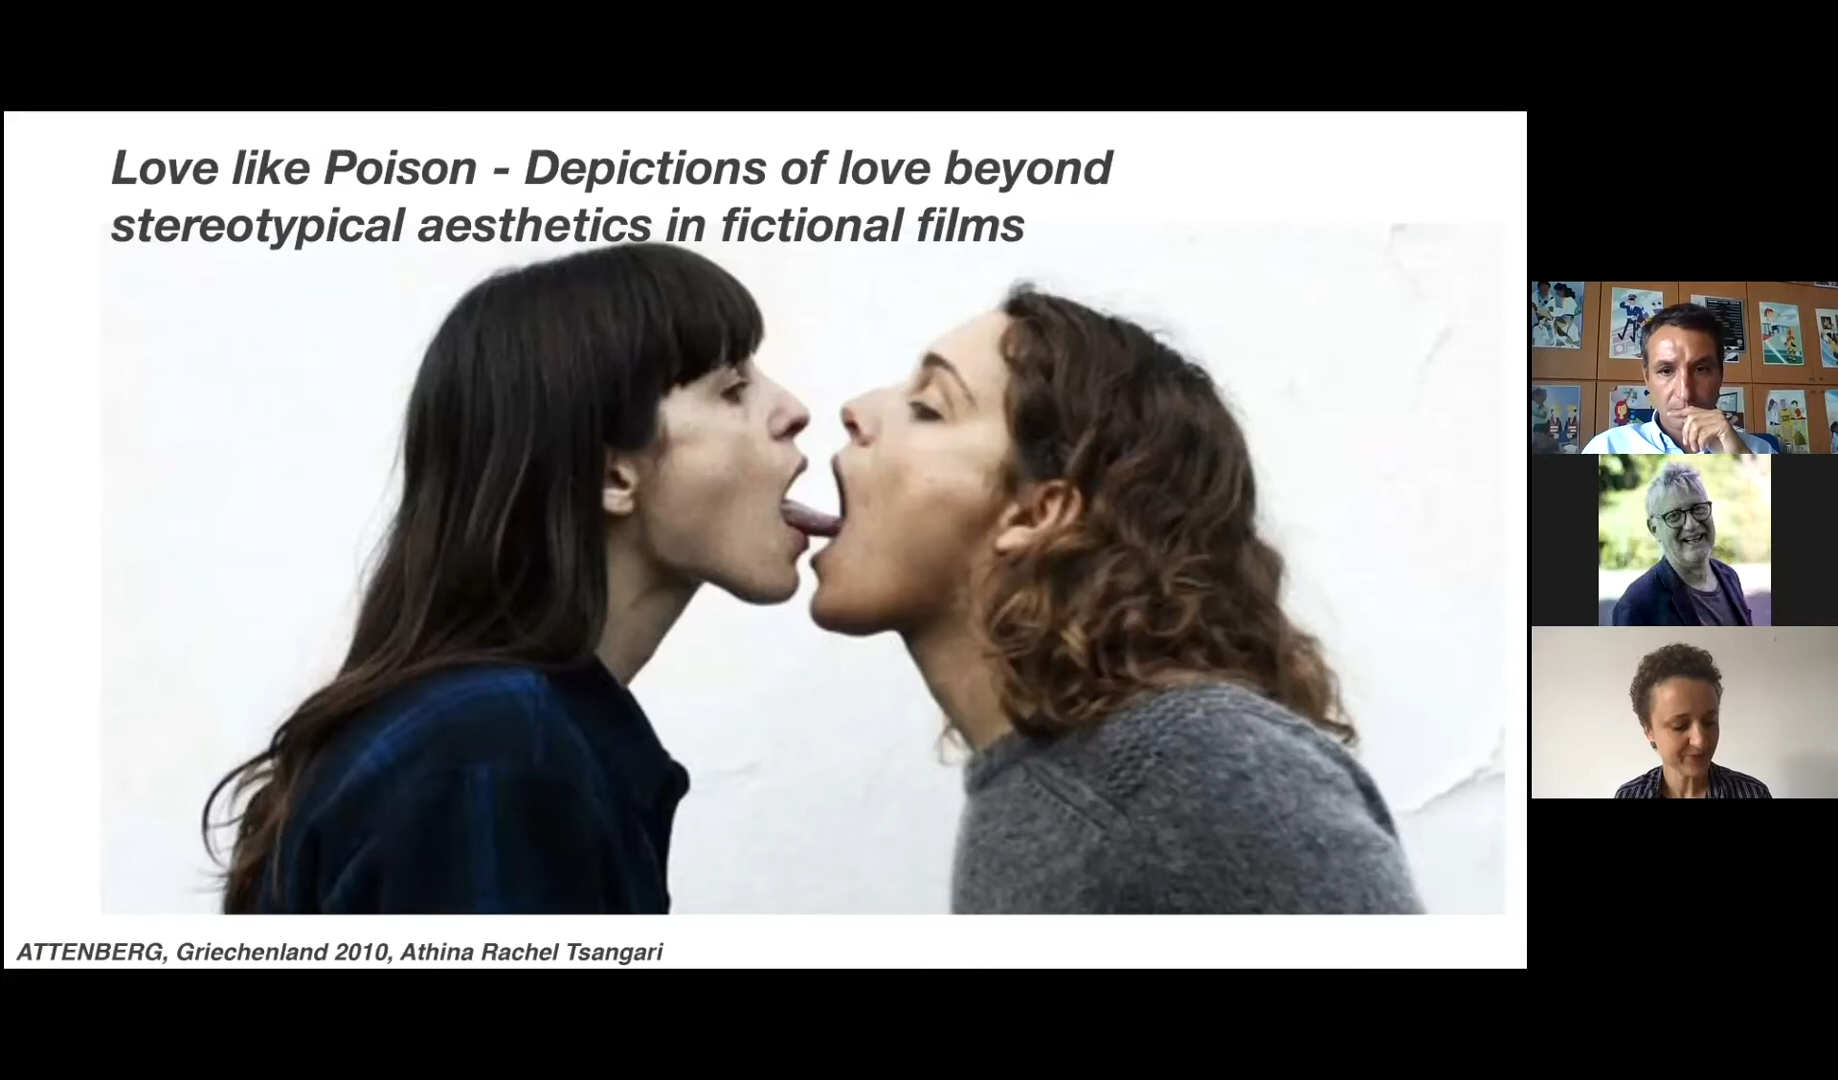 Love like Poison - Depictions of love beyond
stereotypical aesthetics in fictional films
ATTENBERG, Griechenland 2010, Athina Rachel Tsangari